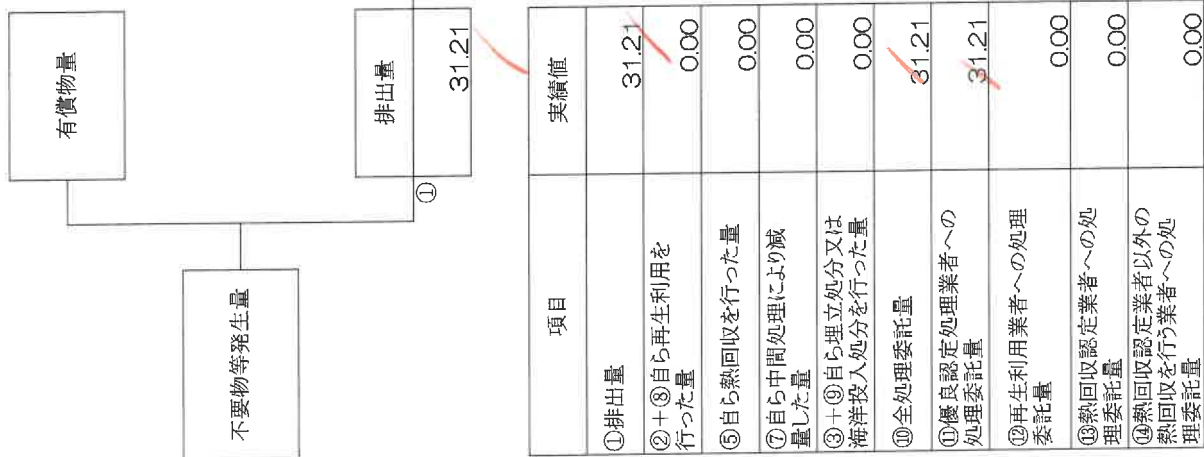 有償物量
不要物等発生量
排出量
①
31.21
項目
実績値
①排出量
31.21
②+⑧自ら再生利用を
行った量
0.00
⑤自ら熱回収を行った量
0.00
⑦自ら中間処理により減
量した量
0.00
③+⑨自ら埋立処分又は
海洋投入処分を行った量
0.00
⑩全処理委託量
31.21
⑪優良認定処理業者への
処理委託量
31.21
⑫再生利用業者への処理
委託量
0.00
⑬熱回収認定業者への処
理委託量
0.00
⑭熱回収認定業者以外の
熱回収を行う業者への処
理委託量
0.00